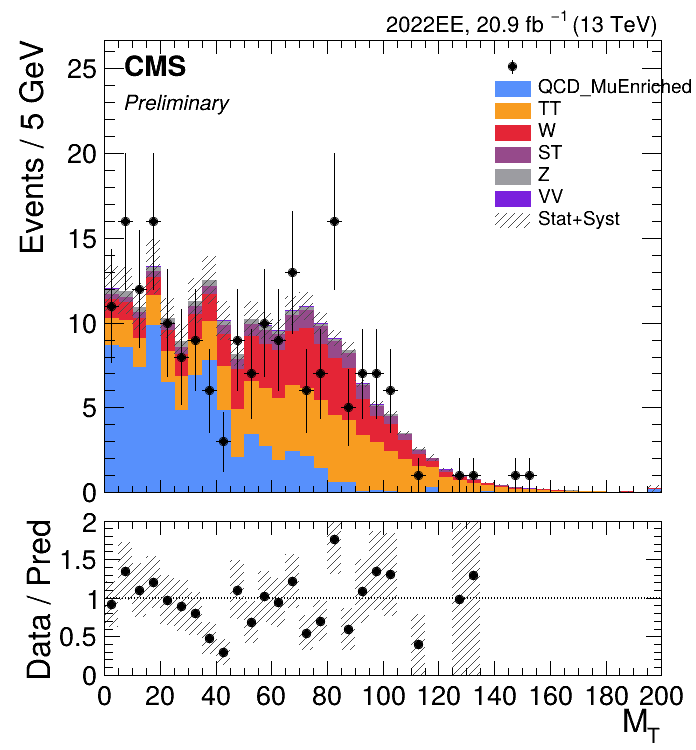 2022EE, 20.9 fb⁻¹ (13 TeV)
CMS
Preliminary
Events / 5 GeV
25
20
15
10
5
0
QCD_MuEnriched
TT
W
ST
Z
VV
Stat+Syst
Data / Pred
2
1.5
1
0.5
0
0 20 40 60 80 100 120 140 160 180 200
M_T